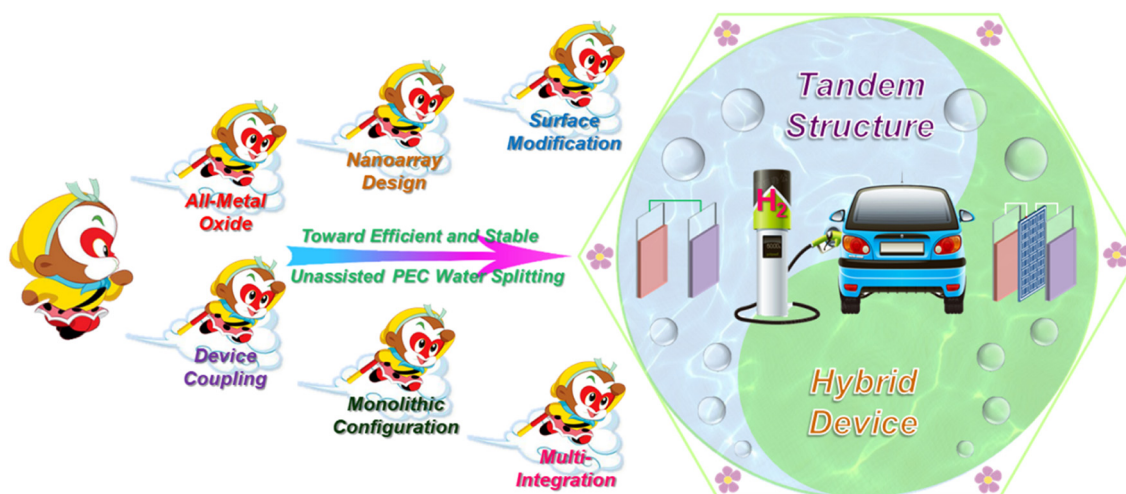 All-Metal
Oxide
Nanoarray
Design
Surface
Modification
Toward Efficient and Stable
Unassisted PEC Water Splitting
Device
Coupling
Monolithic
Configuration
Multi-
Integration
Tandem
Structure
H2
Hybrid
Device